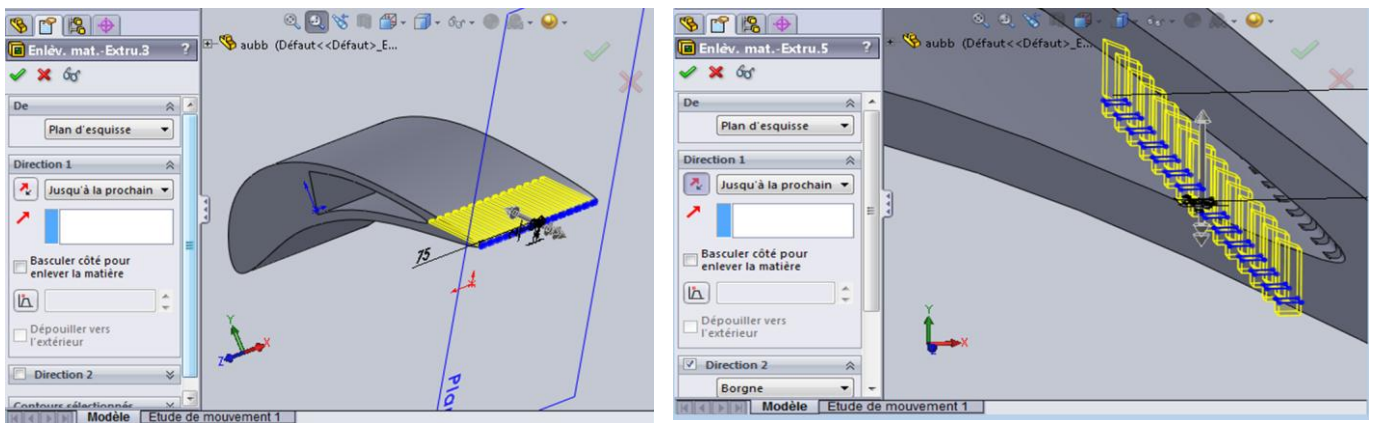 Enlèv. mat.-Extru.3 ?
De
Plan d'esquisse
Direction 1
Jusqu'à la prochain
Basculer côté pour
enlever la matière
Dépouiller vers
l'extérieur
Direction 2
Contours sélectionnés
Modèle Etude de mouvement 1
aubb (Défaut<<Défaut>_E...
75
Y
X
Z
Plan
Enlèv. mat.-Extru.5 ?
De
Plan d'esquisse
Direction 1
Jusqu'à la prochain
Basculer côté pour
enlever la matière
Dépouiller vers
l'extérieur
Direction 2
Borgne
Modèle Etude de mouvement 1
aubb (Défaut<<Défaut>_E...
Y
X